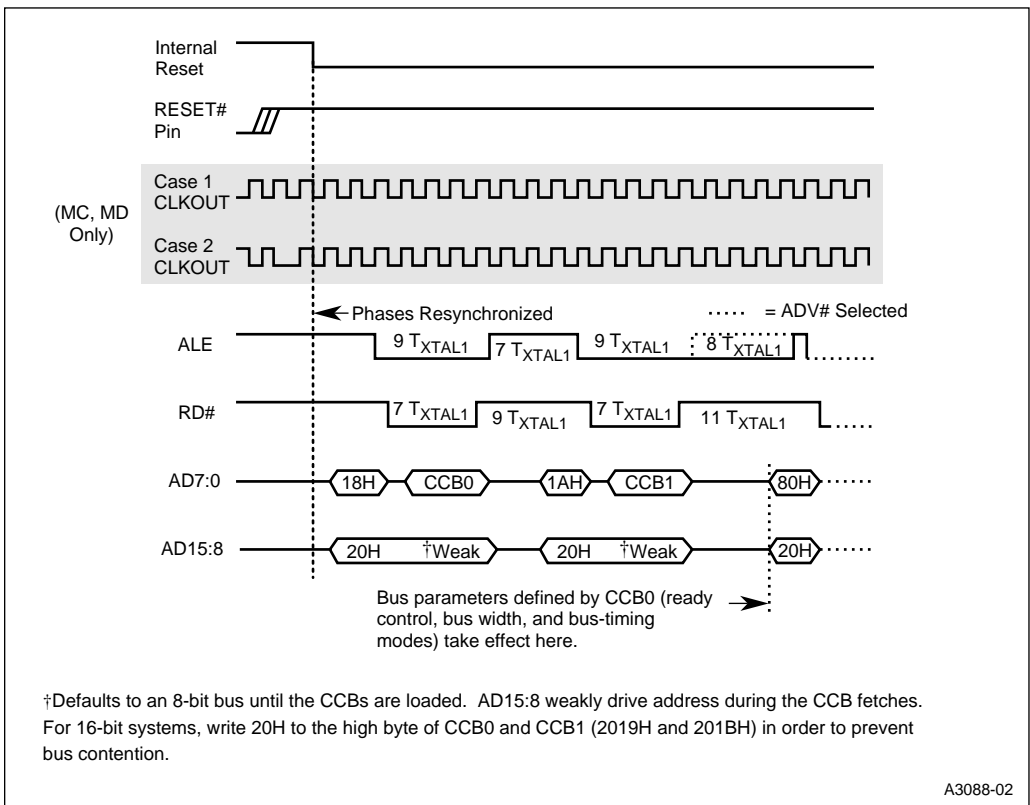 Internal
Reset
RESET#
Pin
(MC, MD
Only)
Case 1
CLKOUT
Case 2
CLKOUT
Phases Resynchronized
= ADV# Selected
ALE
9 TXTAL1
7 TXTAL1
9 TXTAL1
8 TXTAL1
RD#
7 TXTAL1
9 TXTAL1
7 TXTAL1
11 TXTAL1
AD7:0
18H
CCB0
1AH
CCB1
80H
AD15:8
20H †Weak
20H †Weak
20H
Bus parameters defined by CCB0 (ready
control, bus width, and bus-timing
modes) take effect here.
†Defaults to an 8-bit bus until the CCBs are loaded. AD15:8 weakly drive address during the CCB fetches.
For 16-bit systems, write 20H to the high byte of CCB0 and CCB1 (2019H and 201BH) in order to prevent
bus contention.
A3088-02